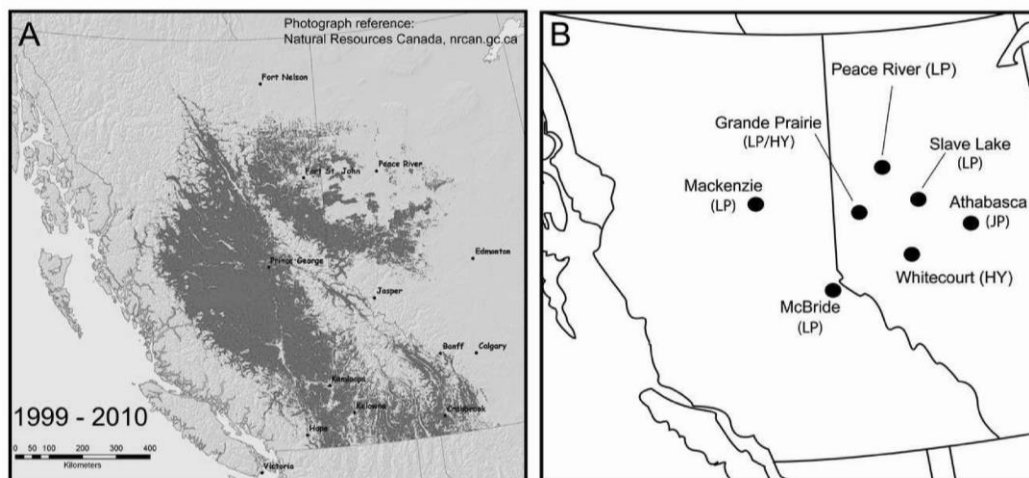 A
Photograph reference:
Natural Resources Canada, nrcan.gc.ca
Fort Nelson
Fort St. John
Peace River
Prince George
Edmonton
Jasper
Banff
Calgary
Kamloops
Kelowna
Cranbrook
Hope
Victoria
1999 - 2010
0 25 50 100 200 300 400
Kilometers
B
Peace River (LP)
Grande Prairie
(LP/HY)
Slave Lake
(LP)
Mackenzie
(LP)
Athabasca
(JP)
Whitecourt (HY)
McBride
(LP)